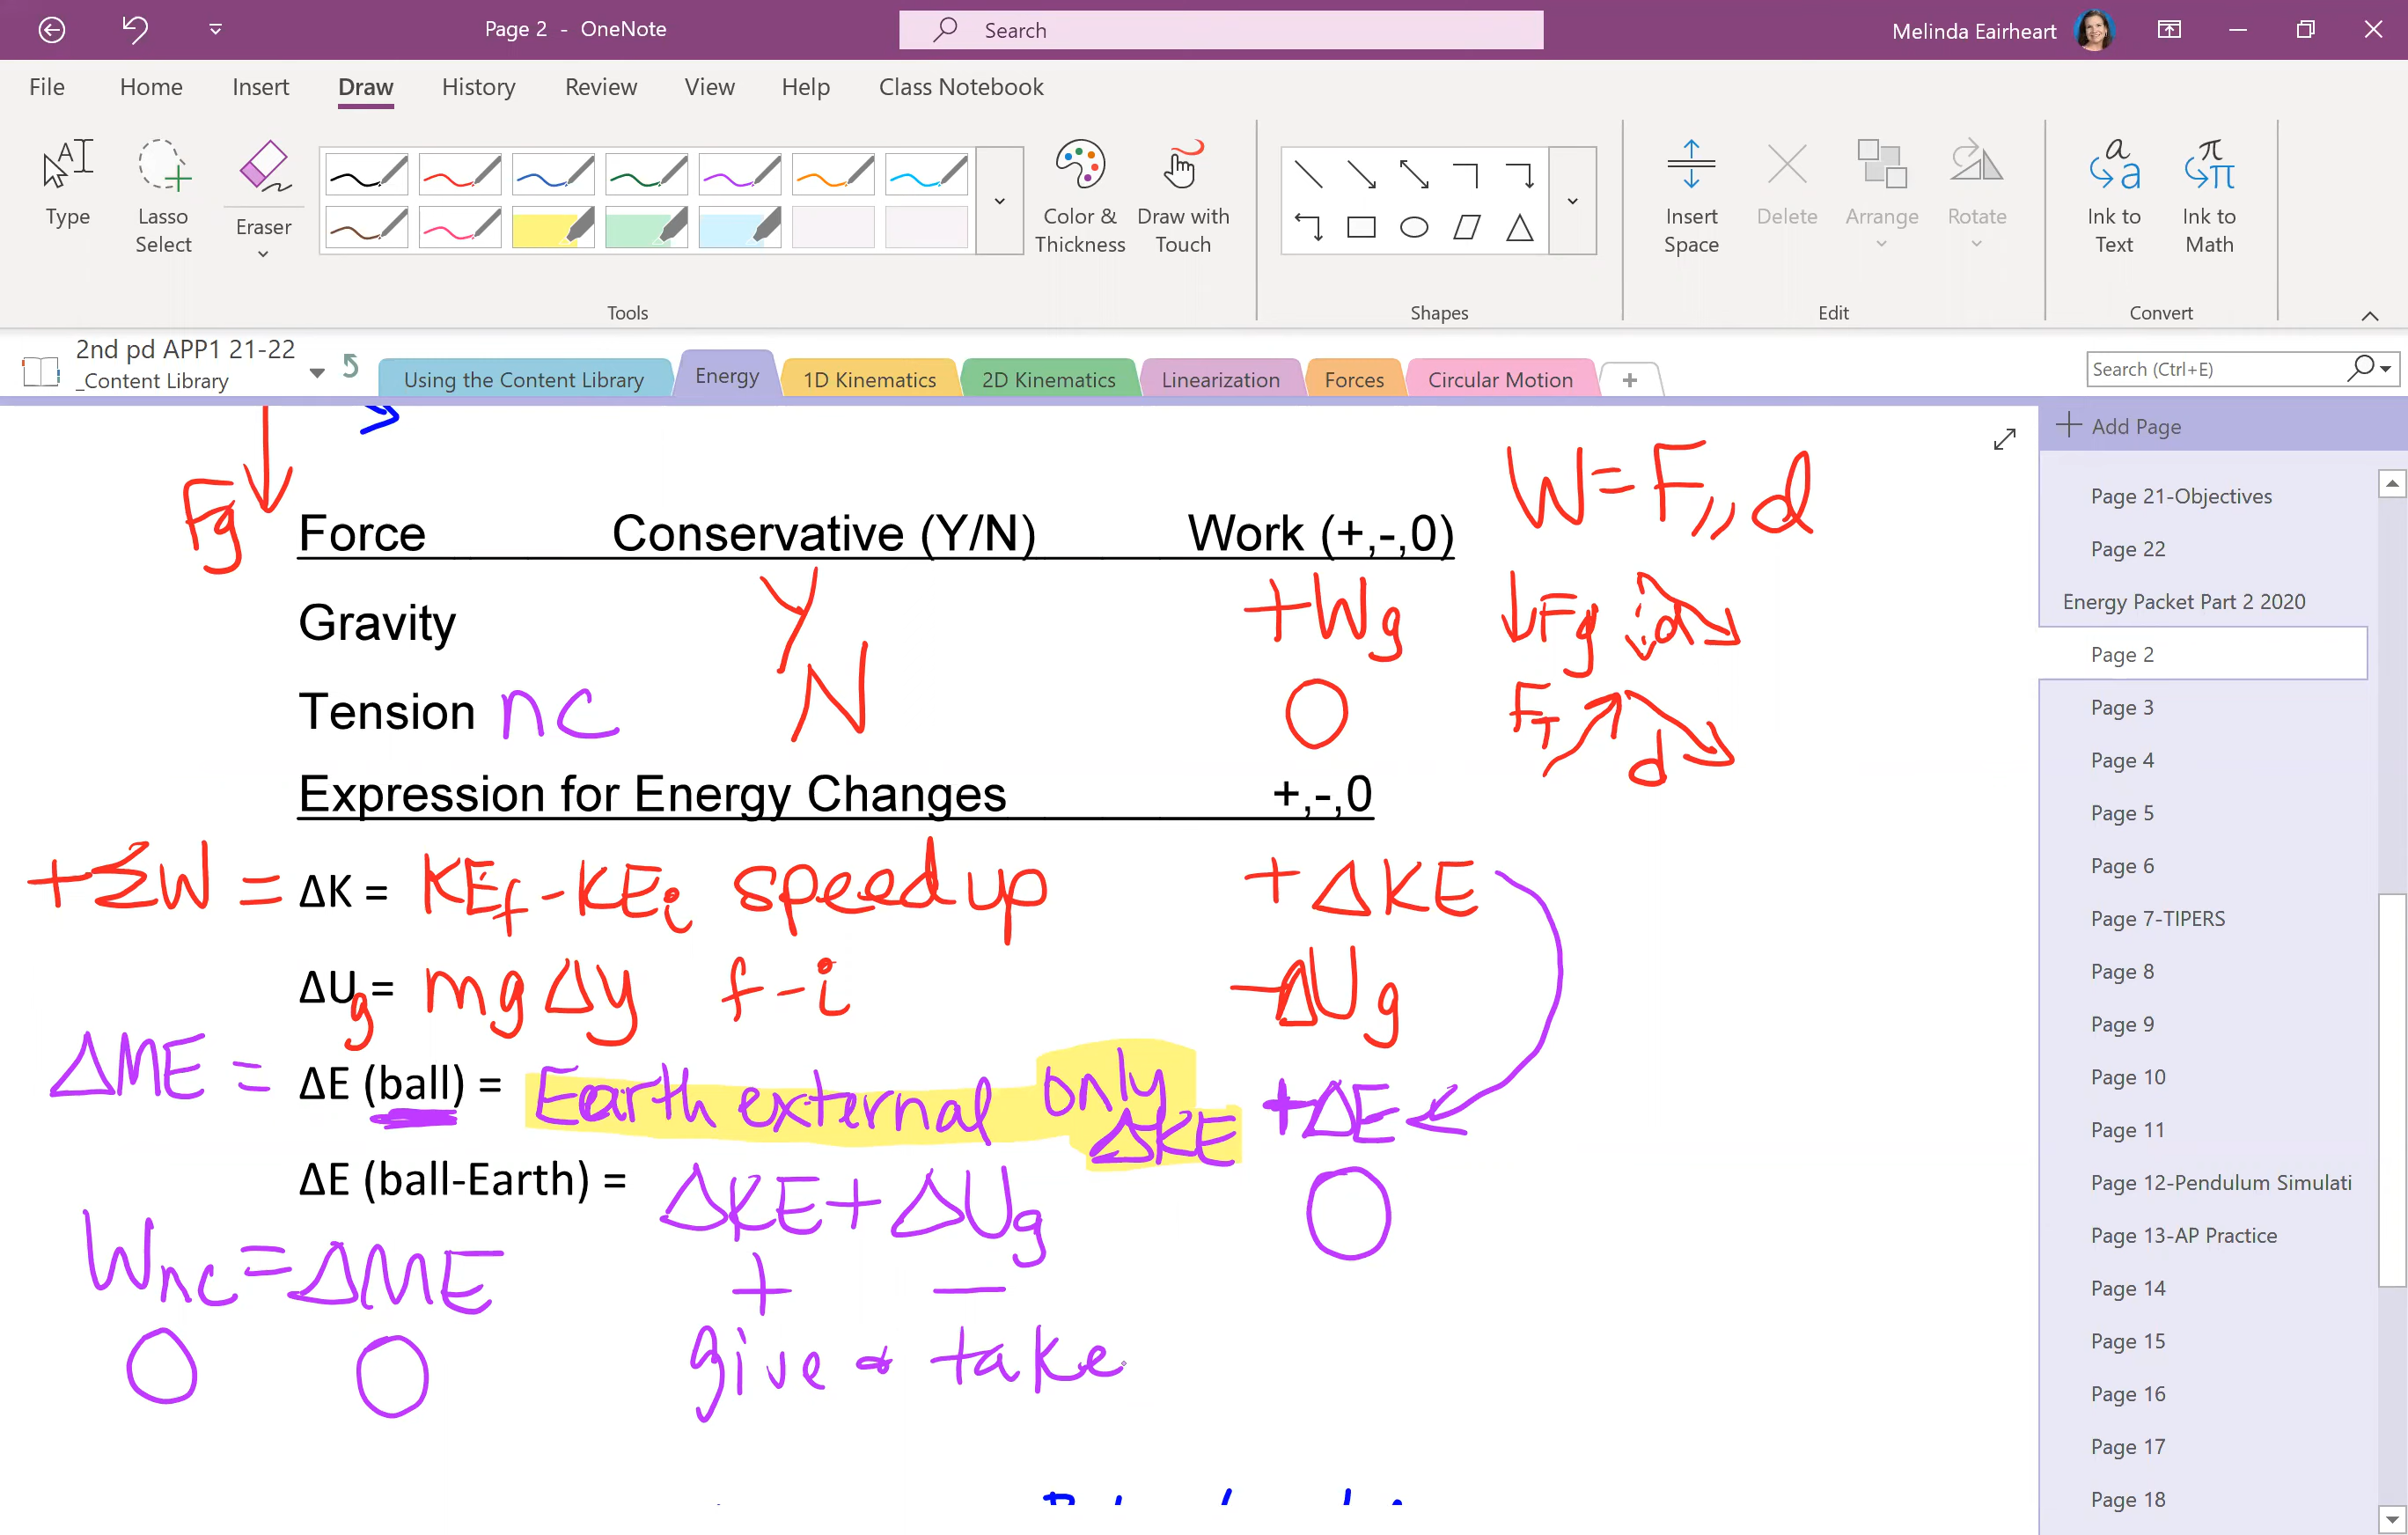 Page 2 - OneNote
Search
Melinda Eairheart
File Home Insert Draw History Review View Help Class Notebook
Type
Lasso Select
Eraser
Color & Thickness
Draw with Touch
Insert Space
Delete
Arrange
Rotate
Ink to Text
Ink to Math
Tools
Shapes
Edit
Convert
2nd pd APP1 21-22
_Content Library
Using the Content Library
Energy
1D Kinematics
2D Kinematics
Linearization
Forces
Circular Motion
Search (Ctrl+E)
Fg
W = F,, d
Force Conservative (Y/N) Work (+,-,0)
Gravity Y +Wg ↓Fg d
Tension nc N 0 FT d
Expression for Energy Changes +,-,0
+ΣW = ΔK = KEf - KEi speed up +ΔKE
ΔUg = mgΔy f-i -ΔUg
ΔME = ΔE (ball) = Earth external only ΔKE +ΔE
ΔE (ball-Earth) = ΔKE + ΔUg 0
Wnc = ΔME + −
0 0 give & take
Add Page
Page 21-Objectives
Page 22
Energy Packet Part 2 2020
Page 2
Page 3
Page 4
Page 5
Page 6
Page 7-TIPERS
Page 8
Page 9
Page 10
Page 11
Page 12-Pendulum Simulati
Page 13-AP Practice
Page 14
Page 15
Page 16
Page 17
Page 18